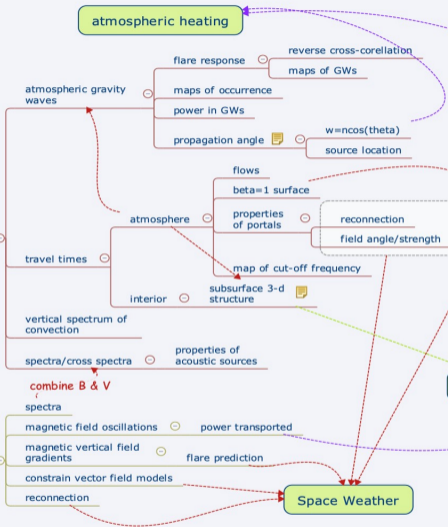 atmospheric heating
reverse cross-corellation
flare response
maps of GWs
atmospheric gravity
waves
maps of occurrence
power in GWs
w=ncos(theta)
propagation angle
source location
flows
beta=1 surface
atmosphere
properties
of portals
reconnection
field angle/strength
travel times
map of cut-off frequency
interior
subsurface 3-d
structure
vertical spectrum of
convection
spectra/cross spectra
properties of
acoustic sources
combine B & V
spectra
magnetic field oscillations
power transported
magnetic vertical field
gradients
flare prediction
constrain vector field models
reconnection
Space Weather